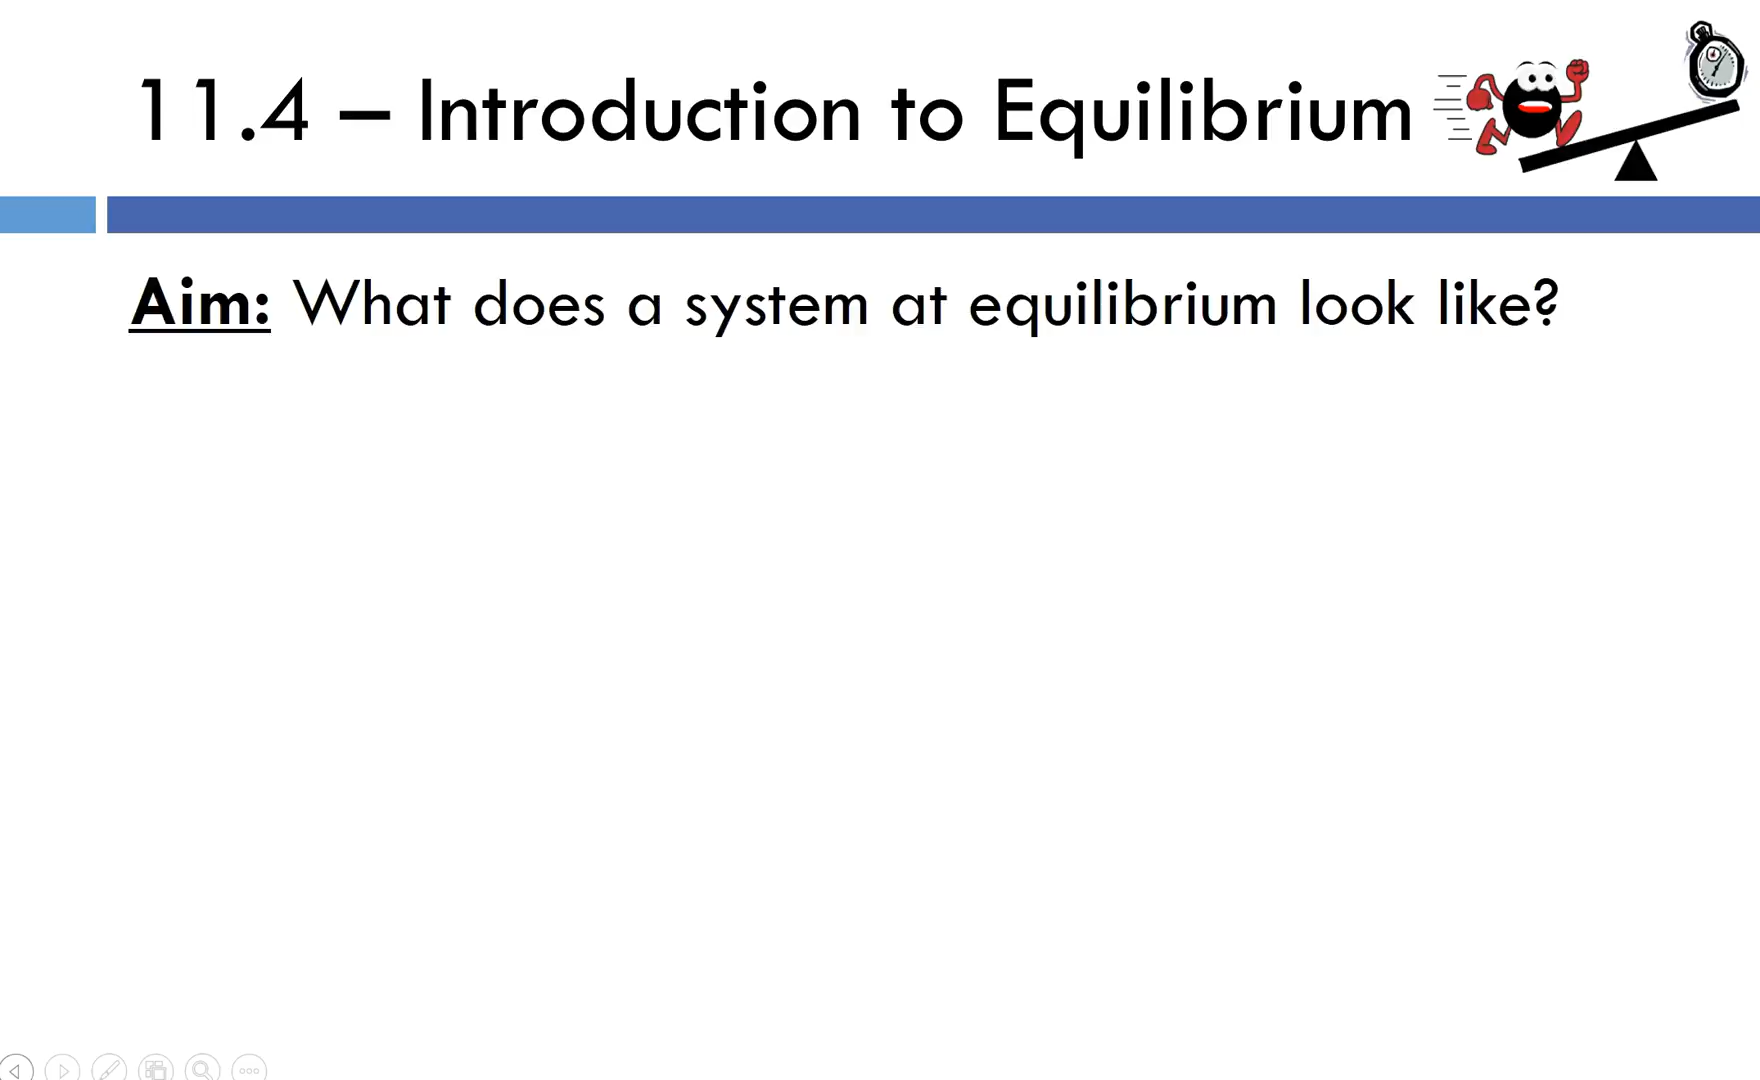 11.4 – Introduction to Equilibrium
Aim: What does a system at equilibrium look like?